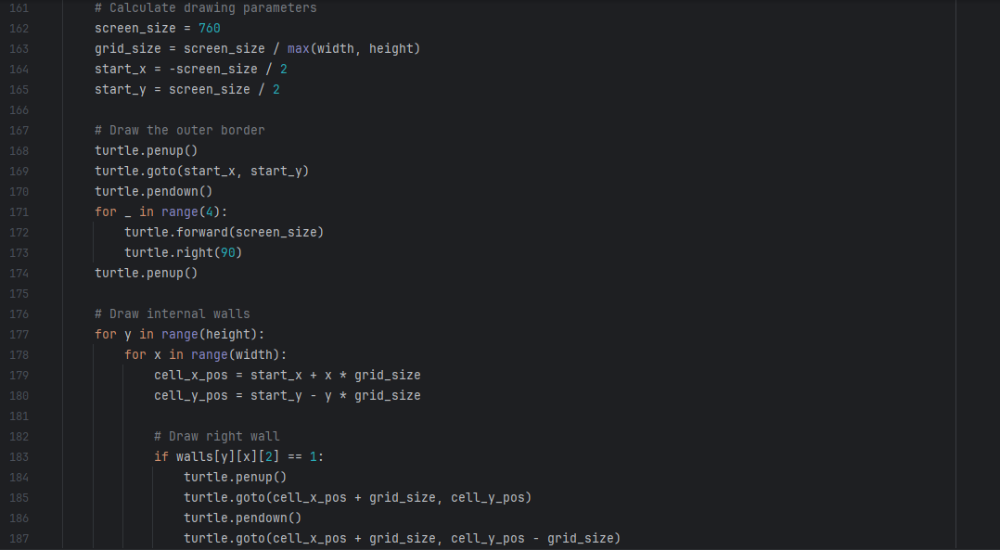 161 # Calculate drawing parameters
162 screen_size = 760
163 grid_size = screen_size / max(width, height)
164 start_x = -screen_size / 2
165 start_y = screen_size / 2
166
167 # Draw the outer border
168 turtle.penup()
169 turtle.goto(start_x, start_y)
170 turtle.pendown()
171 for _ in range(4):
172     turtle.forward(screen_size)
173     turtle.right(90)
174 turtle.penup()
175
176 # Draw internal walls
177 for y in range(height):
178     for x in range(width):
179         cell_x_pos = start_x + x * grid_size
180         cell_y_pos = start_y - y * grid_size
181
182         # Draw right wall
183         if walls[y][x][2] == 1:
184             turtle.penup()
185             turtle.goto(cell_x_pos + grid_size, cell_y_pos)
186             turtle.pendown()
187             turtle.goto(cell_x_pos + grid_size, cell_y_pos - grid_size)